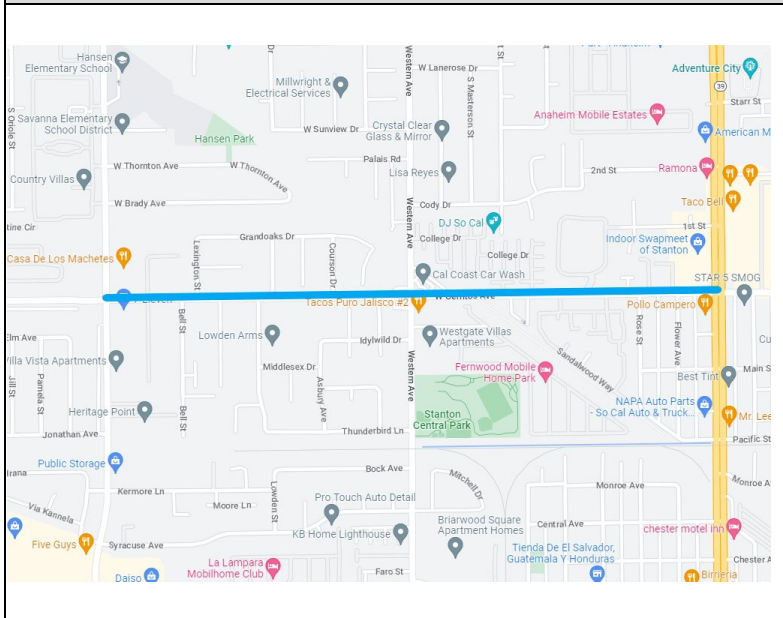 Hansen
Elementary School
Dr
Western Ave
W Lanerose Dr
t St
Adventure City
39
Millwright &
Electrical Services
S Masterson St
Starr St
S Oriole St
Savanna Elementary
School District
Anaheim Mobile Estates
American M
Hansen Park
W Sunview Dr
Crystal Clear
Glass & Mirror
W Thornton Ave
W Thornton Ave
Palais Rd
Lisa Reyes
2nd St
Ramona
Country Villas
W Brady Ave
Cody Dr
Taco Bell
Western Ave
tine Cir
DJ So Cal
1st St
Grandoaks Dr
College Dr
Indoor Swapmeet
of Stanton
Casa De Los Machetes
Lexington St
Courson Dr
College Dr
Cal Coast Car Wash
STAR 5 SMOG
Tacos Puro Jalisco #2
W Cerritos Ave
Pollo Campero
Bell St
Lowden Arms
Idylwild Dr
Westgate Villas
Apartments
Rose St
Flower Ave
Cu
Elm Ave
Villa Vista Apartments
Middlesex Dr
Western Ave
Fernwood Mobile
Home Park
Sandalwood Way
Main S
Best Tint
Jill St
Pamela St
Heritage Point
Bell St
Asbury Ave
Stanton
Central Park
NAPA Auto Parts
- So Cal Auto & Truck...
Mr. Lee
Jonathan Ave
Thunderbird Ln
Pacific St
Public Storage
Irana
Bock Ave
Mitchell Dr
Kermore Ln
Moore Ln
Lowden St
Monroe Ave
Monroe A
Via Kannela
Pro Touch Auto Detail
Five Guys
Syracuse Ave
KB Home Lighthouse
Briarwood Square
Apartment Homes
Central Ave
chester motel inn
La Lampara
Mobilhome Club
Tienda De El Salvador,
Guatemala Y Honduras
Chester A
Daiso
Faro St
Birrieria